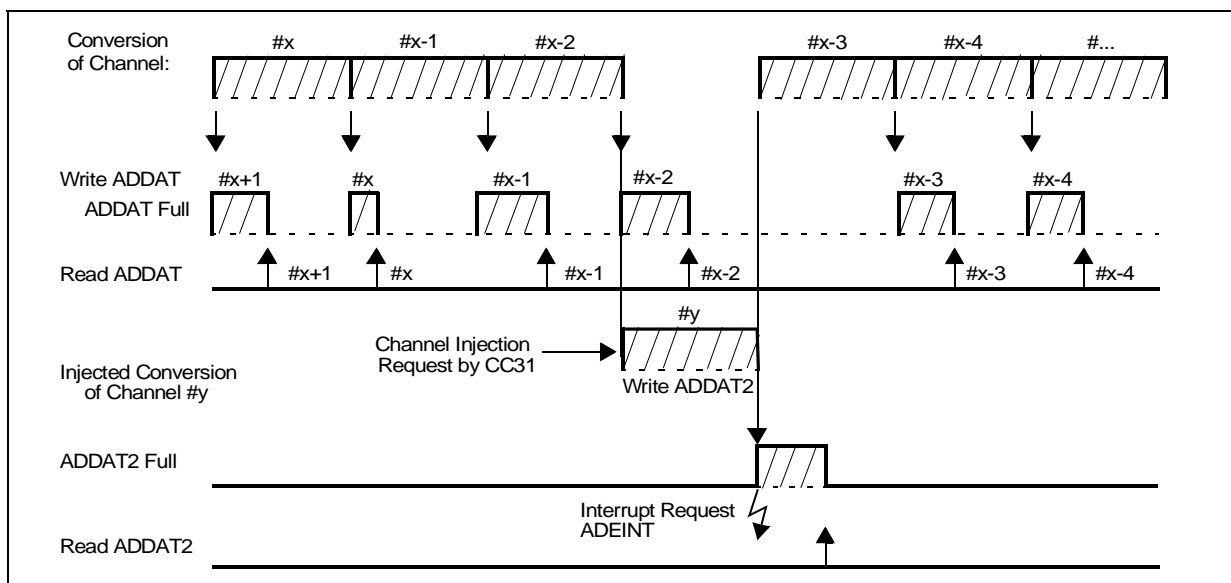 Conversion
of Channel:
#x
#x-1
#x-2
#x-3
#x-4
#...
Write ADDAT
ADDAT Full
#x+1
#x
#x-1
#x-2
#x-3
#x-4
Read ADDAT
#x+1
#x
#x-1
#x-2
#x-3
#x-4
#y
Channel Injection
Request by CC31
Write ADDAT2
Injected Conversion
of Channel #y
ADDAT2 Full
Interrupt Request
ADEINT
Read ADDAT2